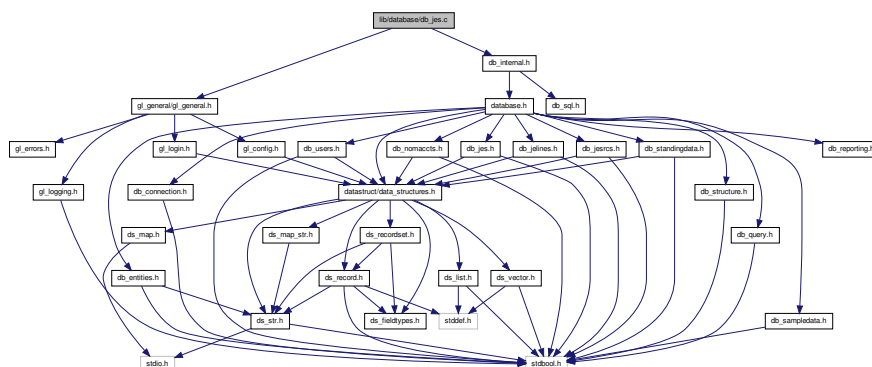 lib/database/db_jes.c
db_internal.h
gl_general/gl_general.h
database.h
db_sql.h
gl_errors.h
gl_login.h
gl_config.h
db_users.h
db_nomaccts.h
db_jes.h
db_jelines.h
db_jesrcs.h
db_standingdata.h
db_reporting.h
gl_logging.h
db_connection.h
datastruct/data_structures.h
db_structure.h
ds_map.h
ds_map_str.h
ds_recordset.h
db_query.h
db_entities.h
ds_record.h
ds_list.h
ds_vector.h
ds_str.h
ds_fieldtypes.h
stddef.h
db_sampledata.h
stdio.h
stdbool.h